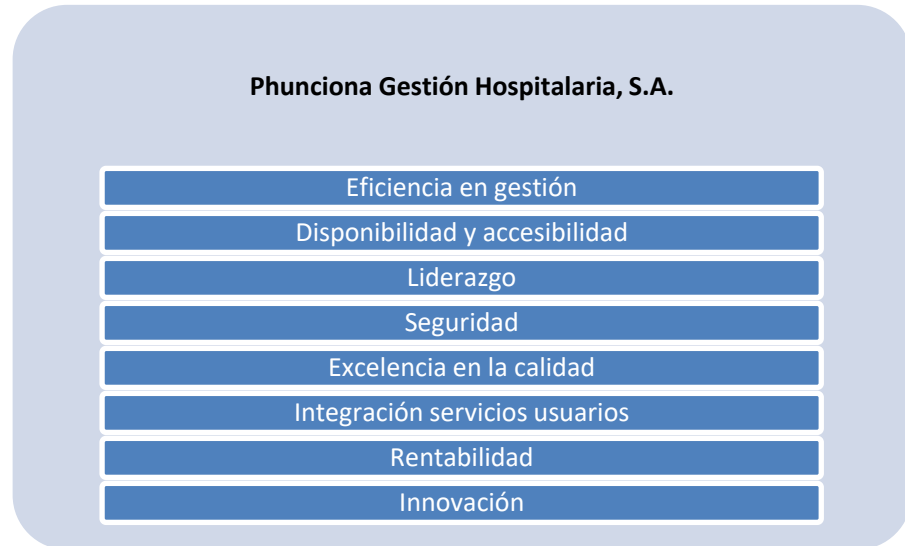 Phunciona Gestión Hospitalaria, S.A.
Eficiencia en gestión
Disponibilidad y accesibilidad
Liderazgo
Seguridad
Excelencia en la calidad
Integración servicios usuarios
Rentabilidad
Innovación